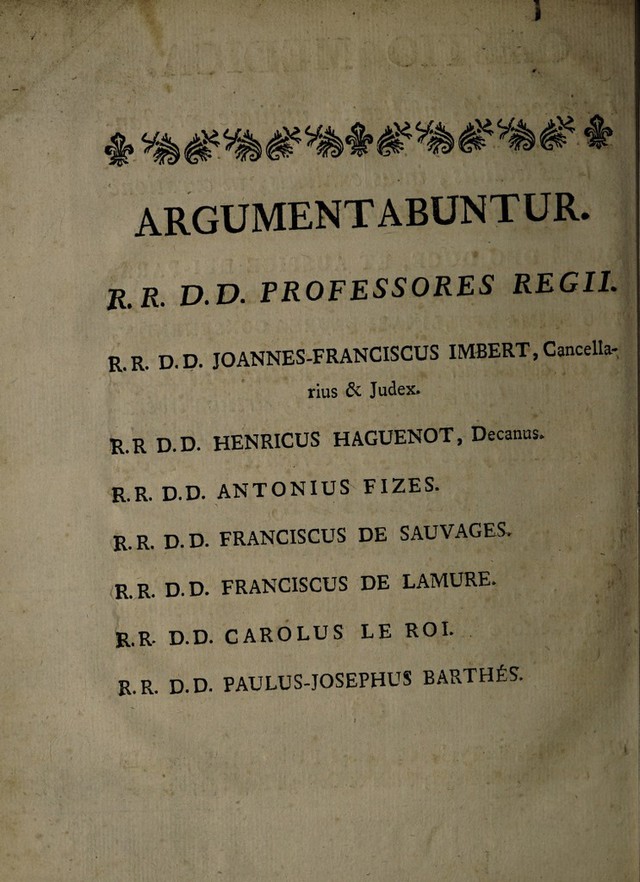 ARGUMENTABUNTUR.
R. R. D.D. PROFESSORES REGII.
R. R. D.D. JOANNES-FRANCISCUS IMBERT, Cancella-
rius & Judex.
R.R D.D. HENRICUS HAGUENOT, Decanus.
R. R. D.D. ANTONIUS FIZES.
R. R. D.D. FRANCISCUS DE SAUVAGES.
R. R. D.D. FRANCISCUS DE LAMURE.
R.R. D.D. CAROLUS LE ROI.
R. R. D.D. PAULUS-JOSEPHUS BARTHÉS.